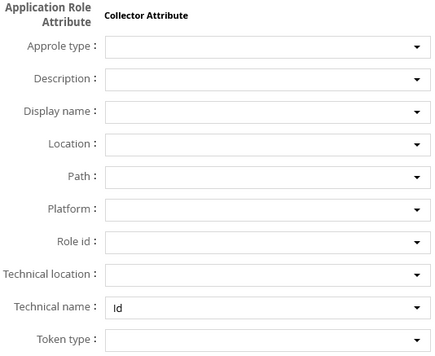 Application Role
Attribute
Collector Attribute
Approle type :
Description :
Display name :
Location :
Path :
Platform :
Role id :
Technical location :
Technical name : Id
Token type :